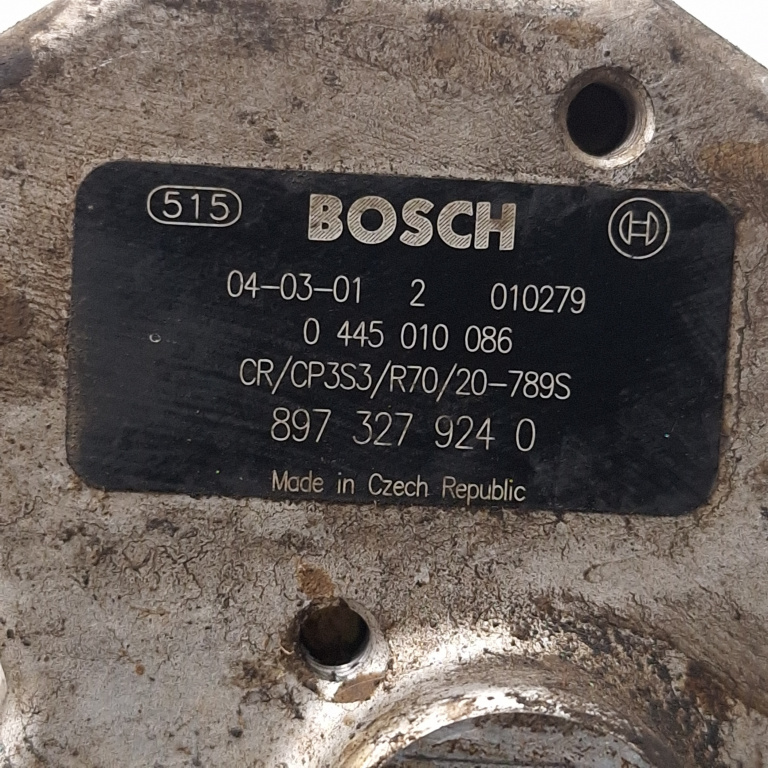 515 BOSCH
04-03-01 2 010279
0 445 010 086
CR/CP3S3/R70/20-789S
897 327 924 0
Made in Czech Republic